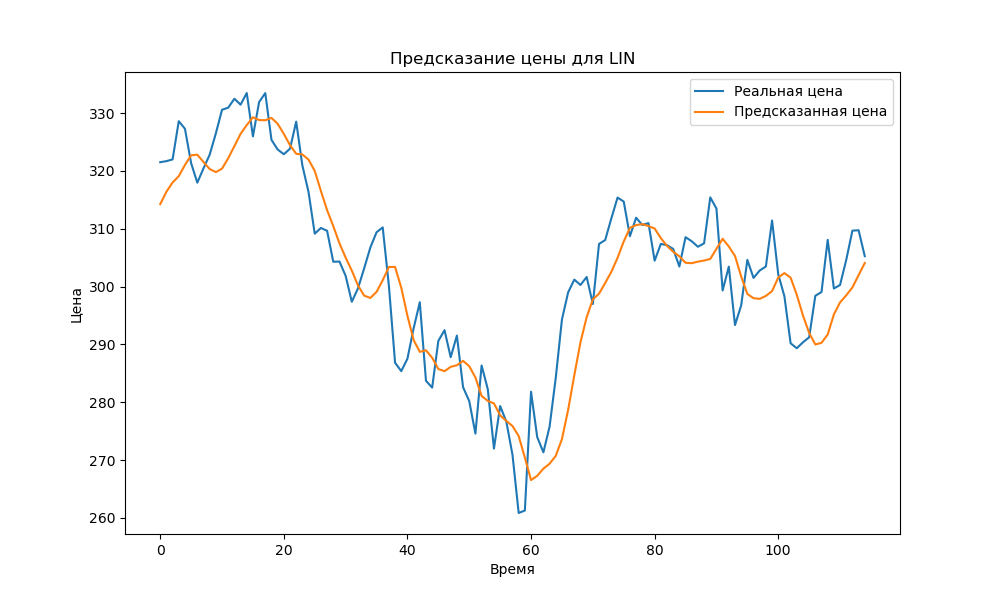 Предсказание цены для LIN
Реальная цена
Предсказанная цена
Цена
330
320
310
300
290
280
270
260
0 20 40 60 80 100
Время